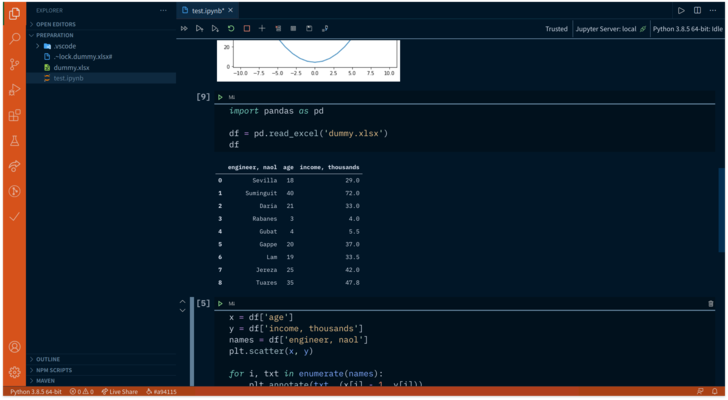 EXPLORER
...
test.ipynb*
OPEN EDITORS
PREPARATION
.vscode
.~lock.dummy.xlsx#
dummy.xlsx
test.ipynb
Trusted
Jupyter Server: local
Python 3.8.5 64-bit: Idle
20
0
-10.0 -7.5 -5.0 -2.5 0.0 2.5 5.0 7.5 10.0
[9]
import pandas as pd
df = pd.read_excel('dummy.xlsx')
df
engineer, naol age income, thousands
0 Sevilla 18 29.0
1 Suminguit 40 72.0
2 Daria 21 33.0
3 Rabanes 3 4.0
4 Gubat 4 5.5
5 Gappe 20 37.0
6 Lam 19 33.5
7 Jereza 25 42.0
8 Tuares 35 47.8
[5]
x = df['age']
y = df['income, thousands']
names = df['engineer, naol']
plt.scatter(x, y)
for i, txt in enumerate(names):
plt.annotate(txt, (x[i] - 1, y[i]))
OUTLINE
NPM SCRIPTS
MAVEN
Python 3.8.5 64-bit 0 0 Live Share #a94115